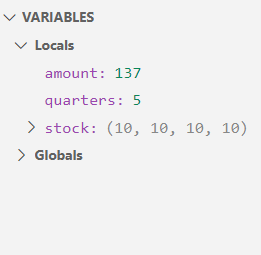 VARIABLES
Locals
amount: 137
quarters: 5
stock: (10, 10, 10, 10)
Globals